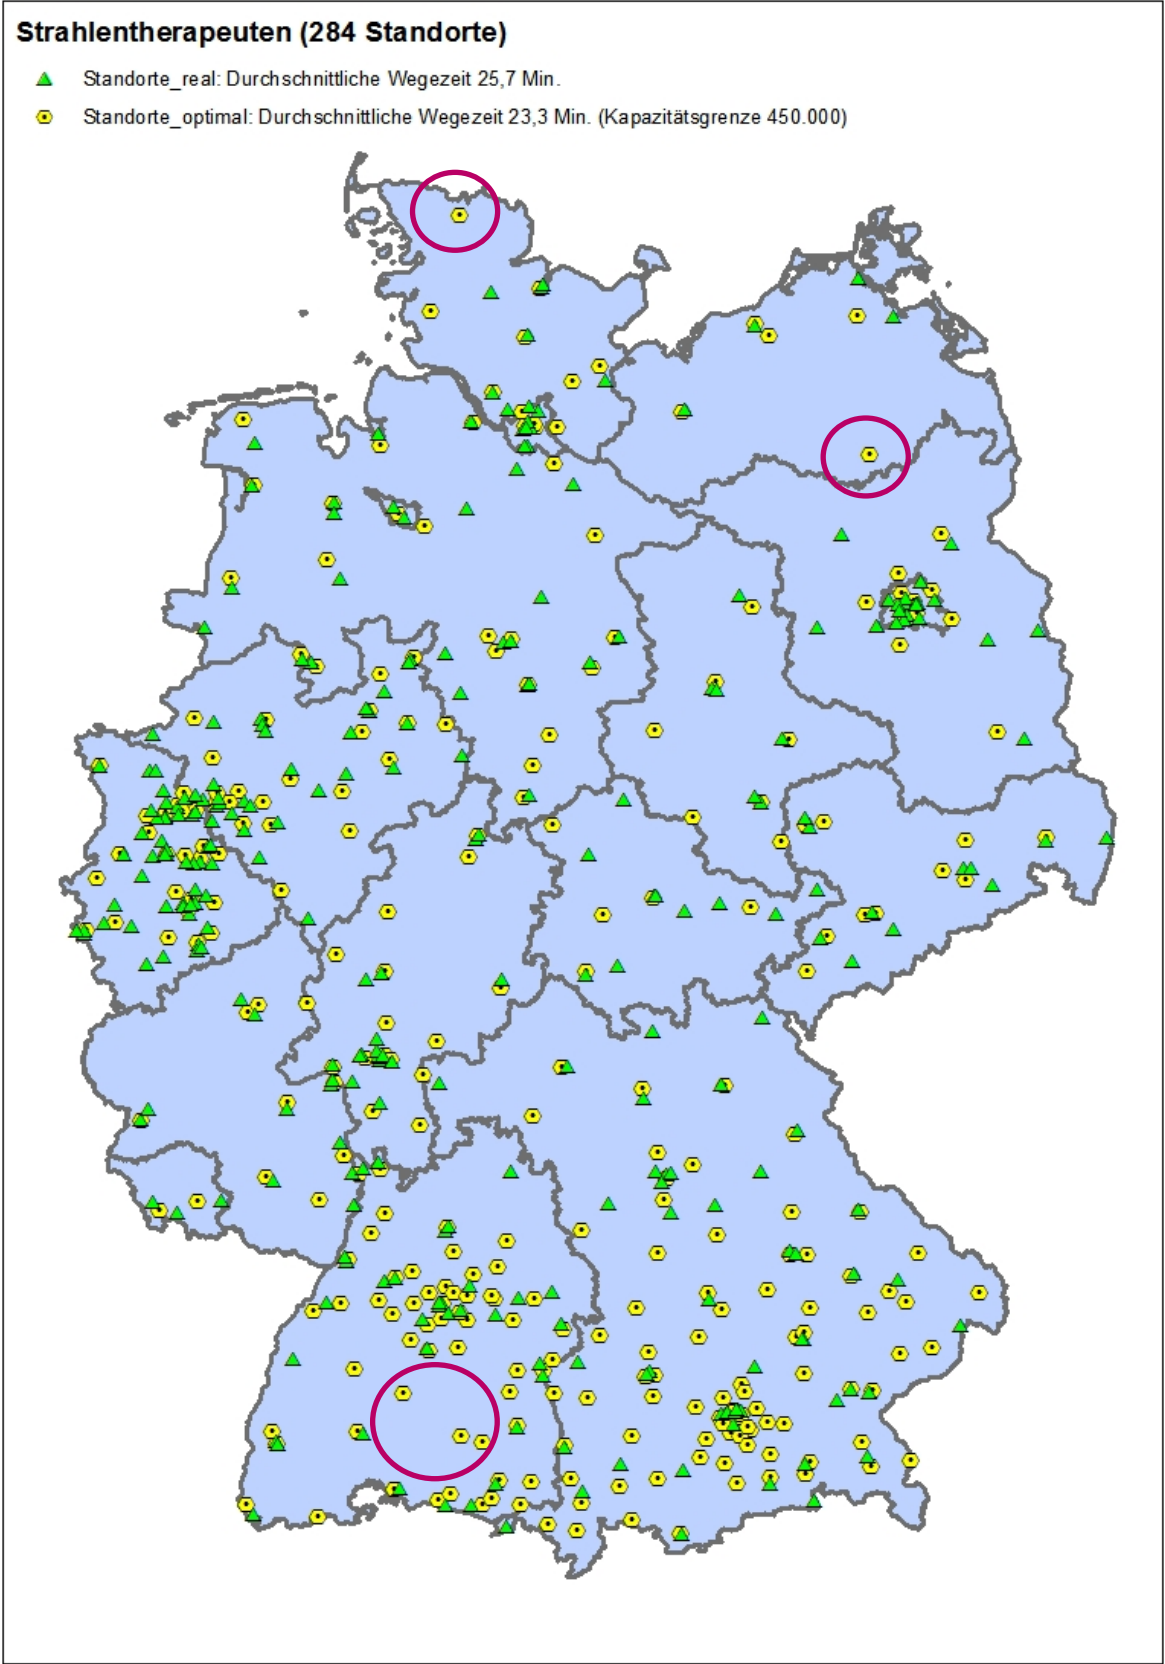 Strahlentherapeuten (284 Standorte)
Standorte_real: Durchschnittliche Wegezeit 25,7 Min.
Standorte_optimal: Durchschnittliche Wegezeit 23,3 Min. (Kapazitätsgrenze 450.000)